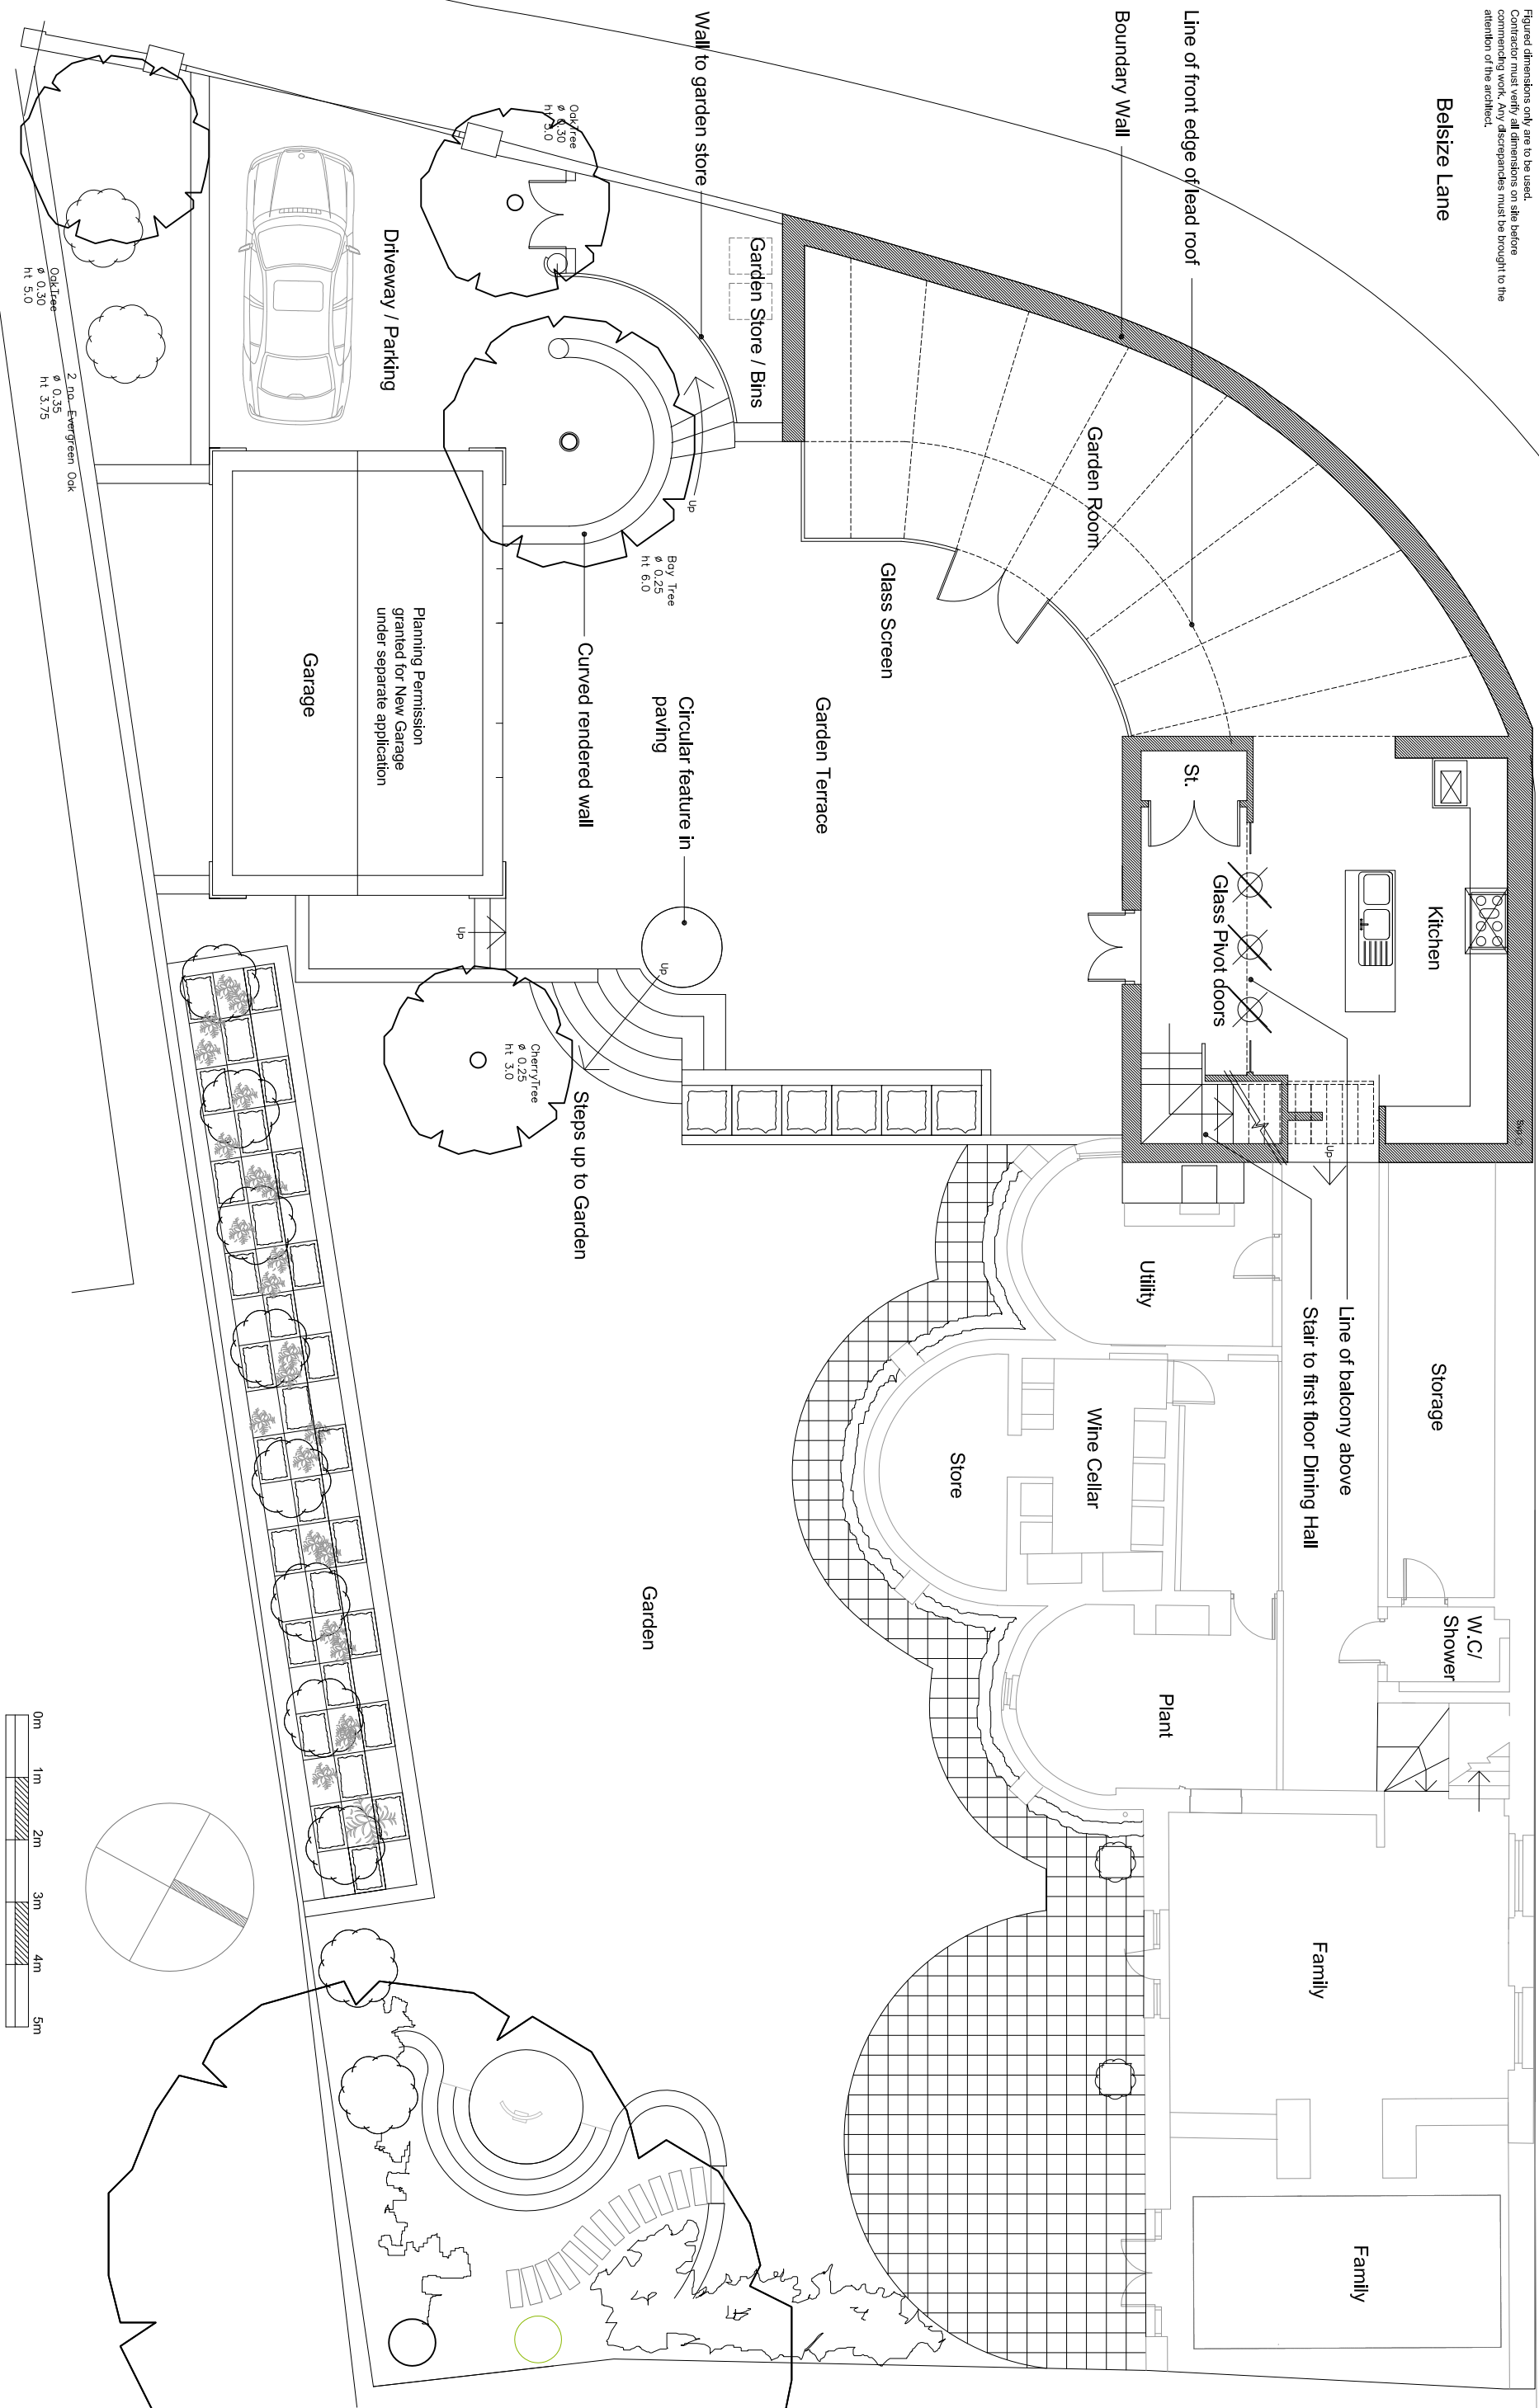 Figured dimensions only are to be used.
Contractor must verify all dimensions on site before
commencing work. Any discrepancies must be brought to the
attention of the architect.
Belsize Lane
Line of front edge of lead roof
Boundary Wall
Wall to garden store
OakTree
ø 0.30
ht 5.0
Garden Store / Bins
Driveway / Parking
OakTree
ø 0.30
ht 5.0
2 no. Evergreen Oak
ø 0.35
ht 3.75
Garden Room
Up
Bay Tree
ø 0.25
ht 6.0
Glass Screen
Planning Permission
granted for New Garage
under separate application
Garage
Curved rendered wall
Circular feature in
paving
Garden Terrace
St.
Glass Pivot doors
Kitchen
Up
Up
CherryTree
ø 0.25
ht 3.0
Steps up to Garden
Svp
Up
Utility
Line of balcony above
Stair to first floor Dining Hall
Storage
Wine Cellar
Store
Garden
W.C/
Shower
Plant
Family
Family
0m
1m
2m
3m
4m
5m